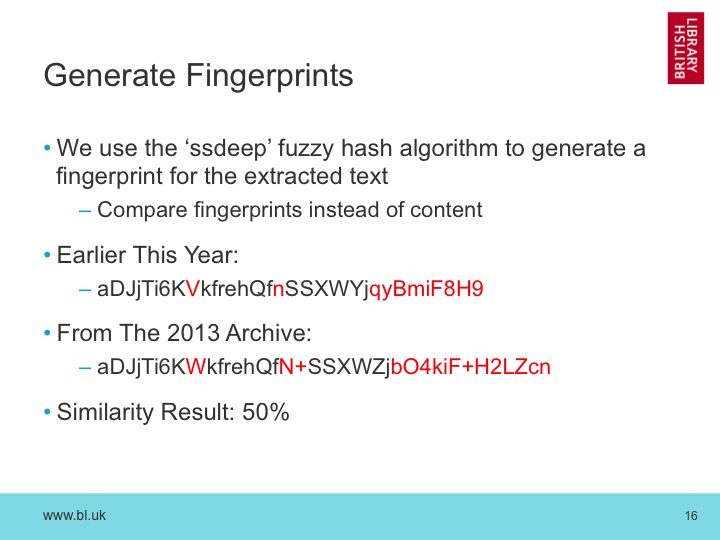 LIBRARY
BRITISH
Generate Fingerprints
• We use the ‘ssdeep’ fuzzy hash algorithm to generate a
fingerprint for the extracted text
– Compare fingerprints instead of content
• Earlier This Year:
– aDJjTi6KVkfrehQfnSSXWYjqyBmiF8H9
• From The 2013 Archive:
– aDJjTi6KWkfrehQfN+SSXWZjbO4kiF+H2LZcn
• Similarity Result: 50%
www.bl.uk
16